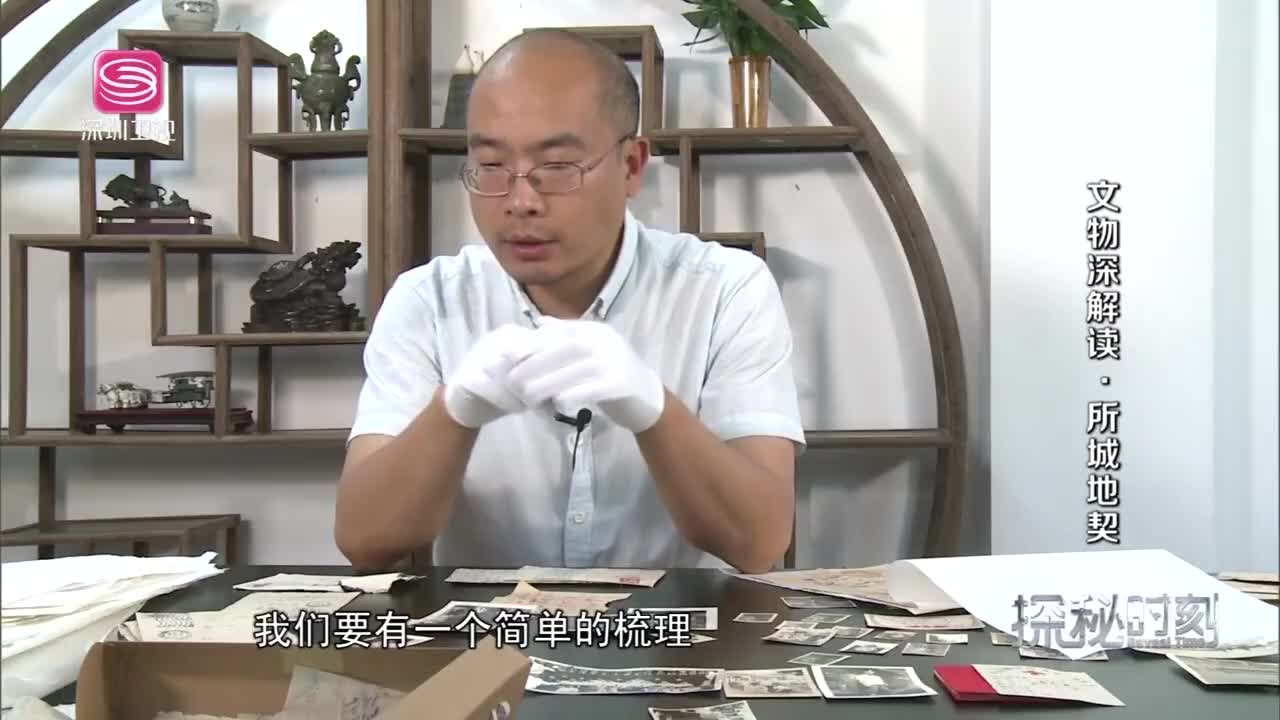 深圳卫视
文物深解读·所城地契
我们要有一个简单的梳理
探秘时刻